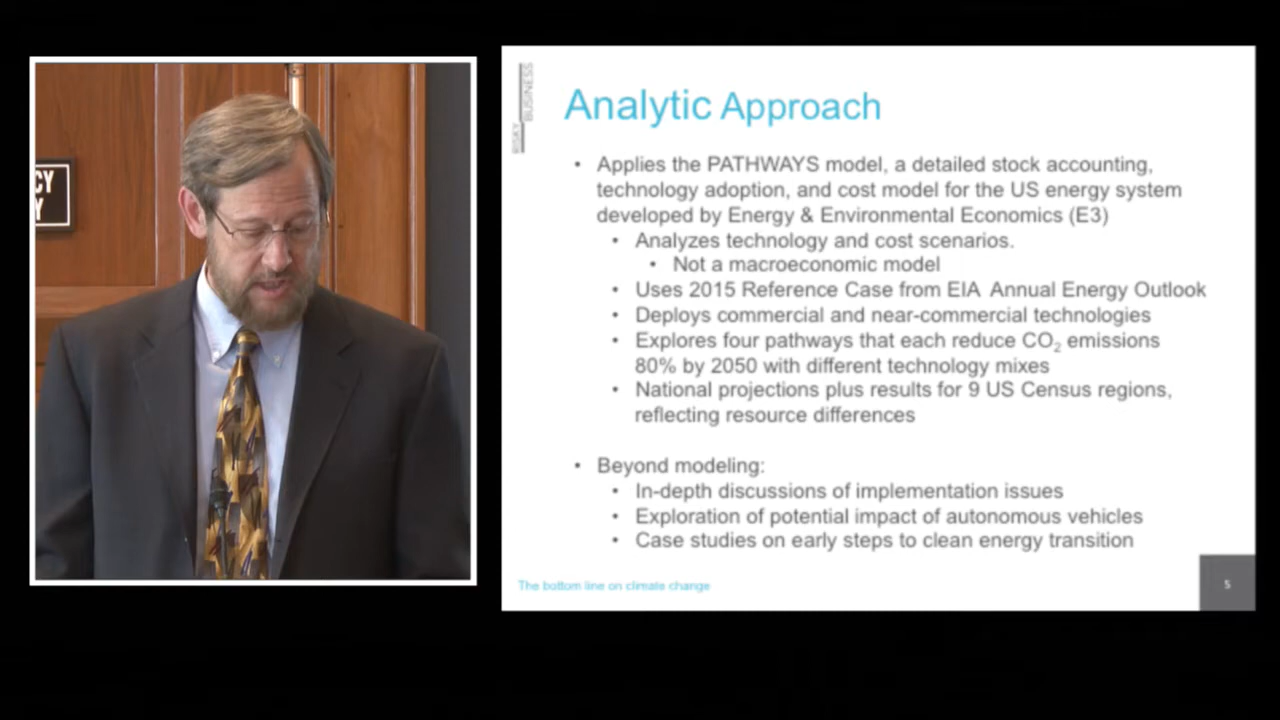 CY
Y
RISKY
BUSINESS
Analytic Approach
• Applies the PATHWAYS model, a detailed stock accounting,
technology adoption, and cost model for the US energy system
developed by Energy & Environmental Economics (E3)
• Analyzes technology and cost scenarios.
• Not a macroeconomic model
• Uses 2015 Reference Case from EIA Annual Energy Outlook
• Deploys commercial and near-commercial technologies
• Explores four pathways that each reduce CO₂ emissions
80% by 2050 with different technology mixes
• National projections plus results for 9 US Census regions,
reflecting resource differences
• Beyond modeling:
• In-depth discussions of implementation issues
• Exploration of potential impact of autonomous vehicles
• Case studies on early steps to clean energy transition
The bottom line on climate change
5